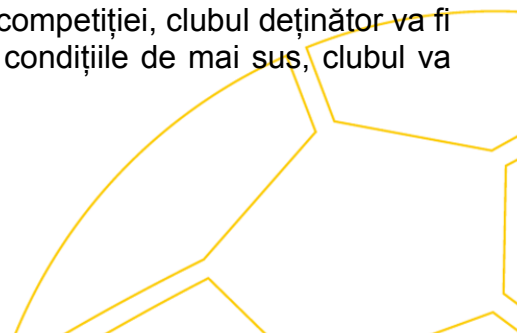 competiției, clubul deținător va fi
condițiile de mai sus, clubul va